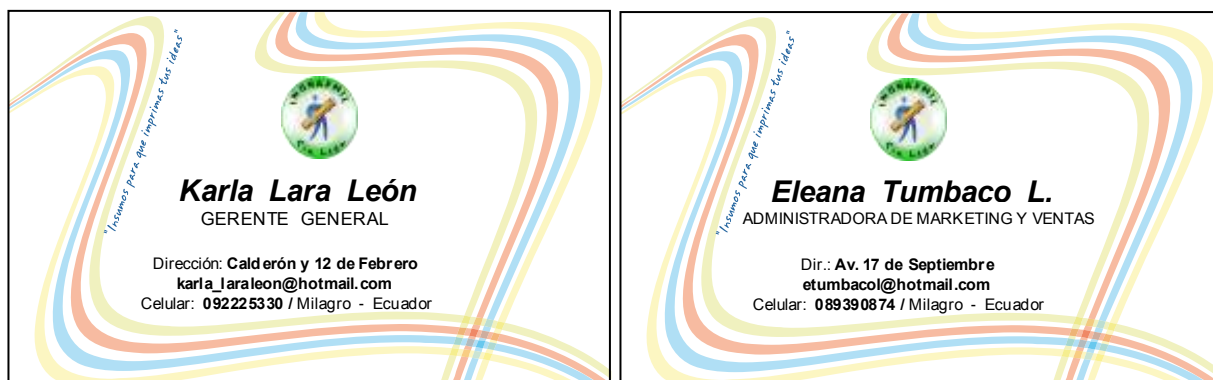 "Insumos para que imprimas tus ideas"
Karla Lara León
GERENTE GENERAL
Dirección: Calderón y 12 de Febrero
karla_laraleon@hotmail.com
Celular: 092225330 / Milagro - Ecuador
"Insumos para que imprimas tus ideas"
Eleana Tumbaco L.
ADMINISTRADORA DE MARKETING Y VENTAS
Dir.: Av. 17 de Septiembre
etumbacol@hotmail.com
Celular: 089390874 / Milagro - Ecuador